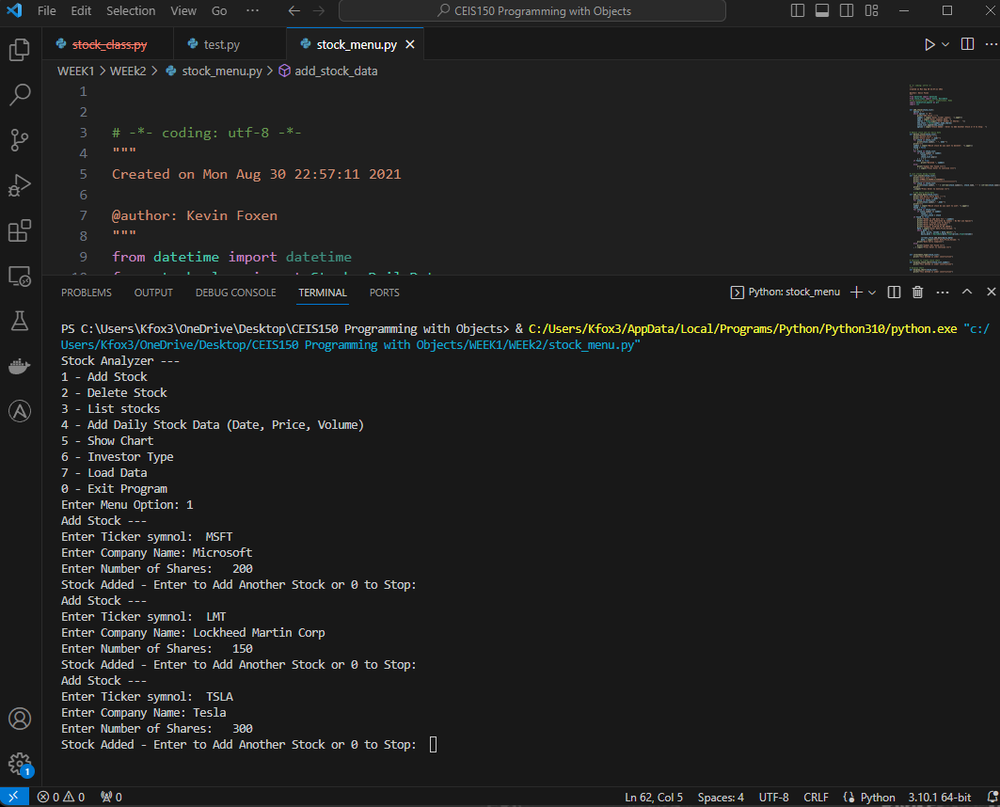 File Edit Selection View Go ··· CEIS150 Programming with Objects
stock_class.py test.py stock_menu.py
WEEK1 > WEEk2 > stock_menu.py > add_stock_data
1
2
3 # -*- coding: utf-8 -*-
4 """
5 Created on Mon Aug 30 22:57:11 2021
6
7 @author: Kevin Foxen
8 """
9 from datetime import datetime
PROBLEMS OUTPUT DEBUG CONSOLE TERMINAL PORTS Python: stock_menu
PS C:\Users\Kfox3\OneDrive\Desktop\CEIS150 Programming with Objects> & C:/Users/Kfox3/AppData/Local/Programs/Python/Python310/python.exe "c:/
Users/Kfox3/OneDrive/Desktop/CEIS150 Programming with Objects/WEEK1/WEEk2/stock_menu.py"
Stock Analyzer ---
1 - Add Stock
2 - Delete Stock
3 - List stocks
4 - Add Daily Stock Data (Date, Price, Volume)
5 - Show Chart
6 - Investor Type
7 - Load Data
0 - Exit Program
Enter Menu Option: 1
Add Stock ---
Enter Ticker symnol:  MSFT
Enter Company Name: Microsoft
Enter Number of Shares:   200
Stock Added - Enter to Add Another Stock or 0 to Stop:
Add Stock ---
Enter Ticker symnol:  LMT
Enter Company Name: Lockheed Martin Corp
Enter Number of Shares:   150
Stock Added - Enter to Add Another Stock or 0 to Stop:
Add Stock ---
Enter Ticker symnol:  TSLA
Enter Company Name: Tesla
Enter Number of Shares:   300
Stock Added - Enter to Add Another Stock or 0 to Stop:
1
0 0 0 Ln 62, Col 5 Spaces: 4 UTF-8 CRLF Python 3.10.1 64-bit